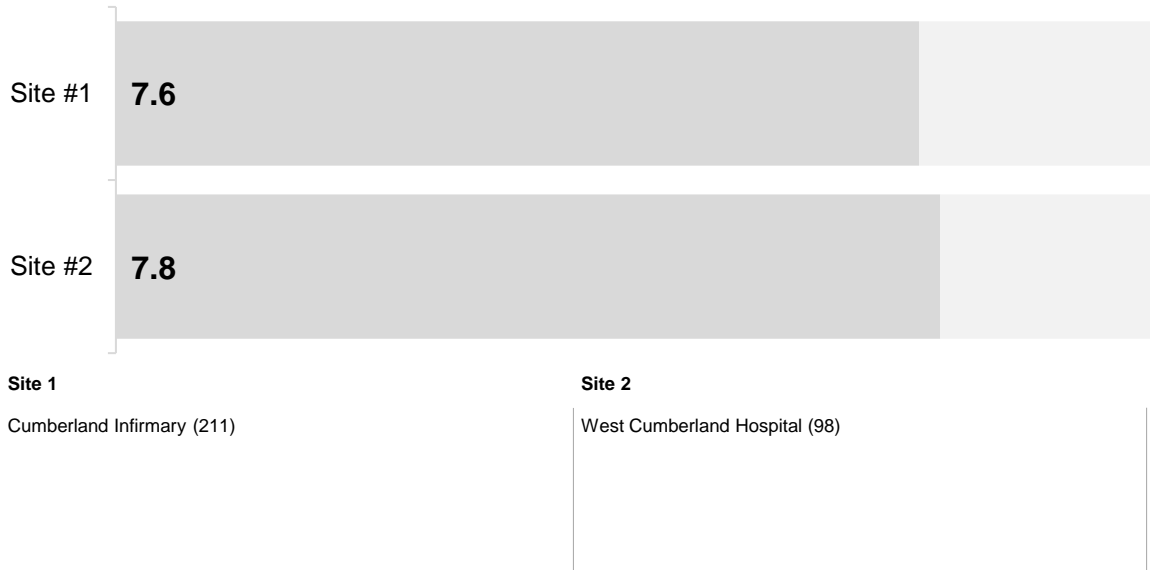 Site #1
7.6
Site #2
7.8
Site 1
Site 2
Cumberland Infirmary (211)
West Cumberland Hospital (98)